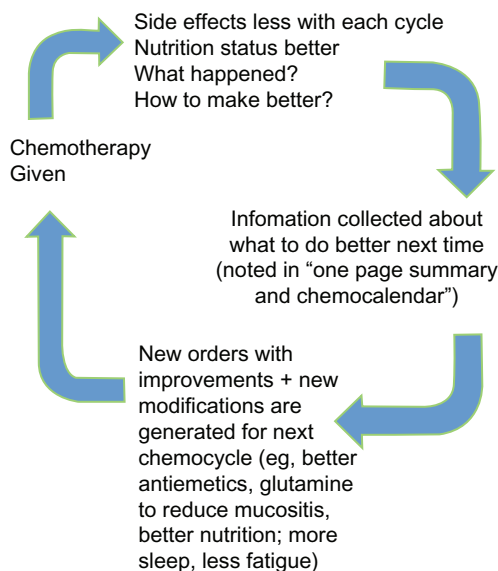 Side effects less with each cycle
Nutrition status better
What happened?
How to make better?
Chemotherapy
Given
Infomation collected about
what to do better next time
(noted in “one page summary
and chemocalendar”)
New orders with
improvements + new
modifications are
generated for next
chemocycle (eg, better
antiemetics, glutamine
to reduce mucositis,
better nutrition; more
sleep, less fatigue)